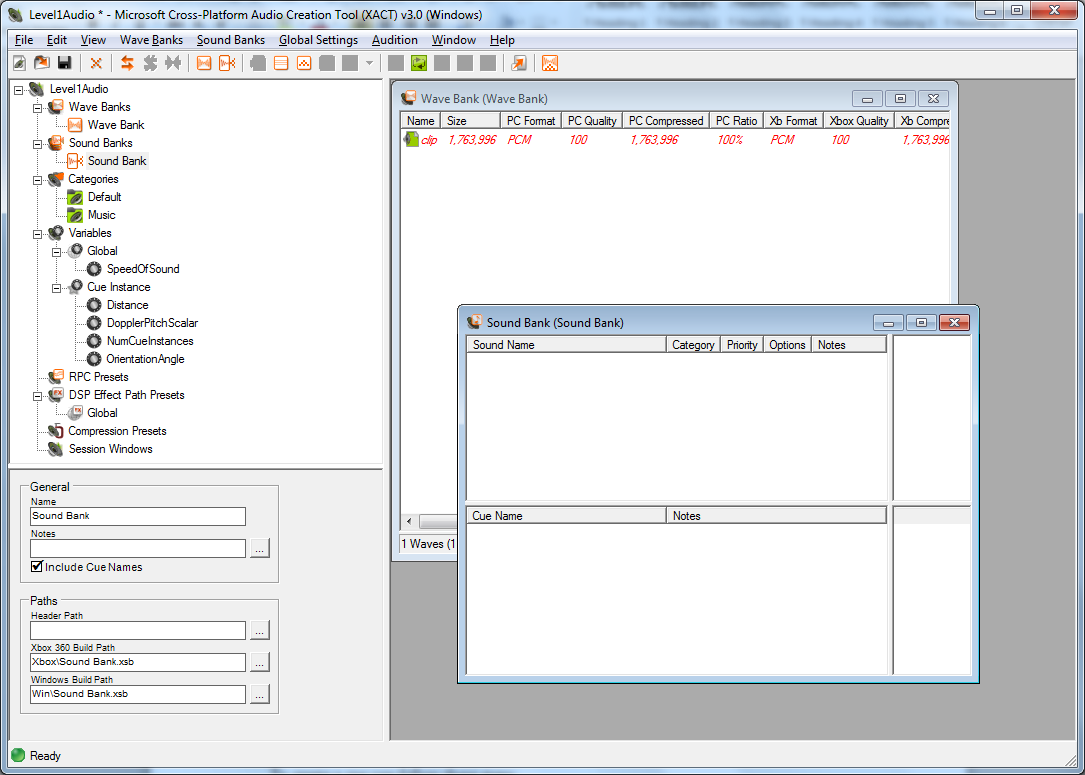 Level1Audio * - Microsoft Cross-Platform Audio Creation Tool (XACT) v3.0 (Windows)
File Edit View Wave Banks Sound Banks Global Settings Audition Window Help
Level1Audio
Wave Banks
Wave Bank
Sound Banks
Sound Bank
Categories
Default
Music
Variables
Global
SpeedOfSound
Cue Instance
Distance
DopplerPitchScalar
NumCueInstances
OrientationAngle
RPC Presets
DSP Effect Path Presets
Global
Compression Presets
Session Windows
General
Name
Sound Bank
Notes
...
Include Cue Names
Paths
Header Path
...
Xbox 360 Build Path
Xbox\Sound Bank.xsb
...
Windows Build Path
Win\Sound Bank.xsb
...
Wave Bank (Wave Bank)
Name Size PC Format PC Quality PC Compressed PC Ratio Xb Format Xbox Quality Xb Compre
clip 1,763,996 PCM 100 1,763,996 100% PCM 100 1,763,996
1 Waves (1
Sound Bank (Sound Bank)
Sound Name Category Priority Options Notes
Cue Name Notes
Ready